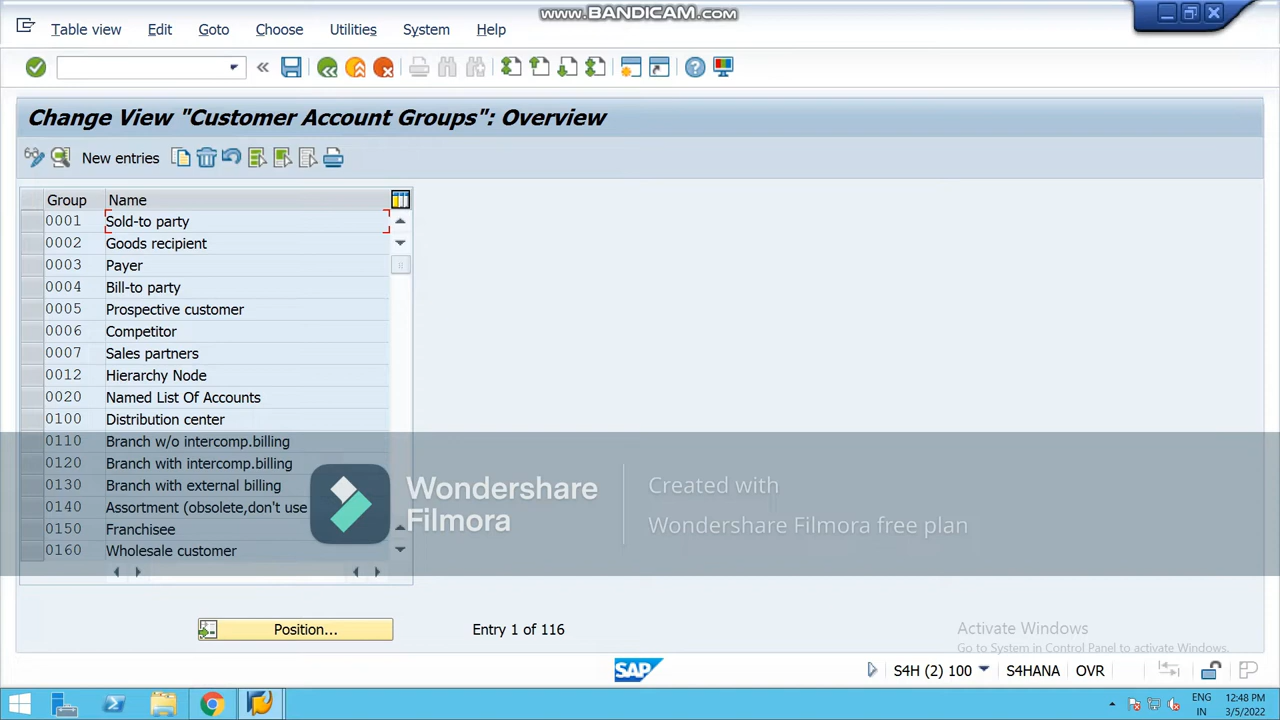 www.BANDICAM.com
Table view Edit Goto Choose Utilities System Help
Change View "Customer Account Groups": Overview
New entries
Group Name
0001 Sold-to party
0002 Goods recipient
0003 Payer
0004 Bill-to party
0005 Prospective customer
0006 Competitor
0007 Sales partners
0012 Hierarchy Node
0020 Named List Of Accounts
0100 Distribution center
0110 Branch w/o intercomp.billing
0120 Branch with intercomp.billing
0130 Branch with external billing
0140 Assortment (obsolete,don't use
0150 Franchisee
0160 Wholesale customer
Wondershare
Filmora
Created with
Wondershare Filmora free plan
Position... Entry 1 of 116
Activate Windows
Go to System in Control Panel to activate Windows.
SAP S4H (2) 100 S4HANA OVR
ENG 12:48 PM
IN 3/5/2022